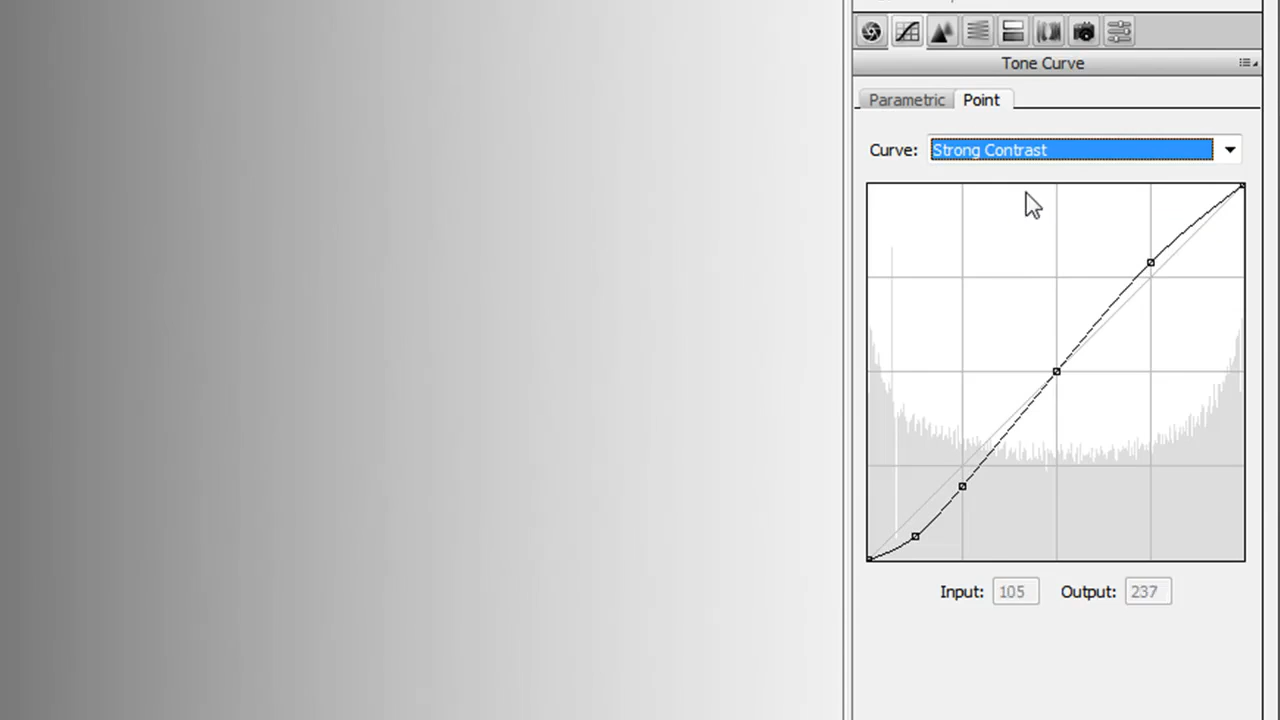 Tone Curve
Parametric Point
Curve: Strong Contrast
Input: 105 Output: 237